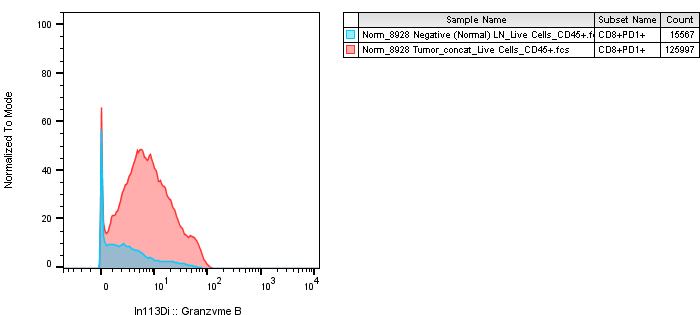 Sample Name Subset Name Count
Norm_8928 Negative (Normal) LN_Live Cells_CD45+.f CD8+PD1+ 15567
Norm_8928 Tumor_concat_Live Cells_CD45+.fcs CD8+PD1+ 125997
100
80
60
40
20
0
Normalized To Mode
0 10^1 10^2 10^3 10^4
In113Di :: Granzyme B